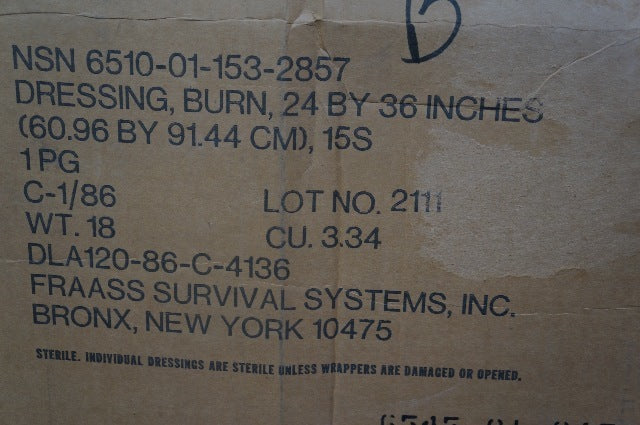 B
NSN 6510-01-153-2857
DRESSING, BURN, 24 BY 36 INCHES
(60.96 BY 91.44 CM), 15S
1 PG
C-1/86 LOT NO. 2111
WT. 18 CU. 3.34
DLA120-86-C-4136
FRAASS SURVIVAL SYSTEMS, INC.
BRONX, NEW YORK 10475
STERILE. INDIVIDUAL DRESSINGS ARE STERILE UNLESS WRAPPERS ARE DAMAGED OR OPENED.